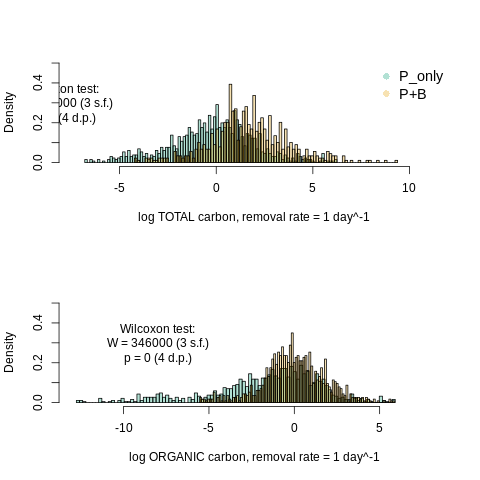 Density
0.0
0.2
0.4
on test:
000 (3 s.f.)
(4 d.p.)
P_only
P+B
-5
0
5
10
log TOTAL carbon, removal rate = 1 day^-1
Density
0.0
0.2
0.4
Wilcoxon test:
W = 346000 (3 s.f.)
p = 0 (4 d.p.)
-10
-5
0
5
log ORGANIC carbon, removal rate = 1 day^-1